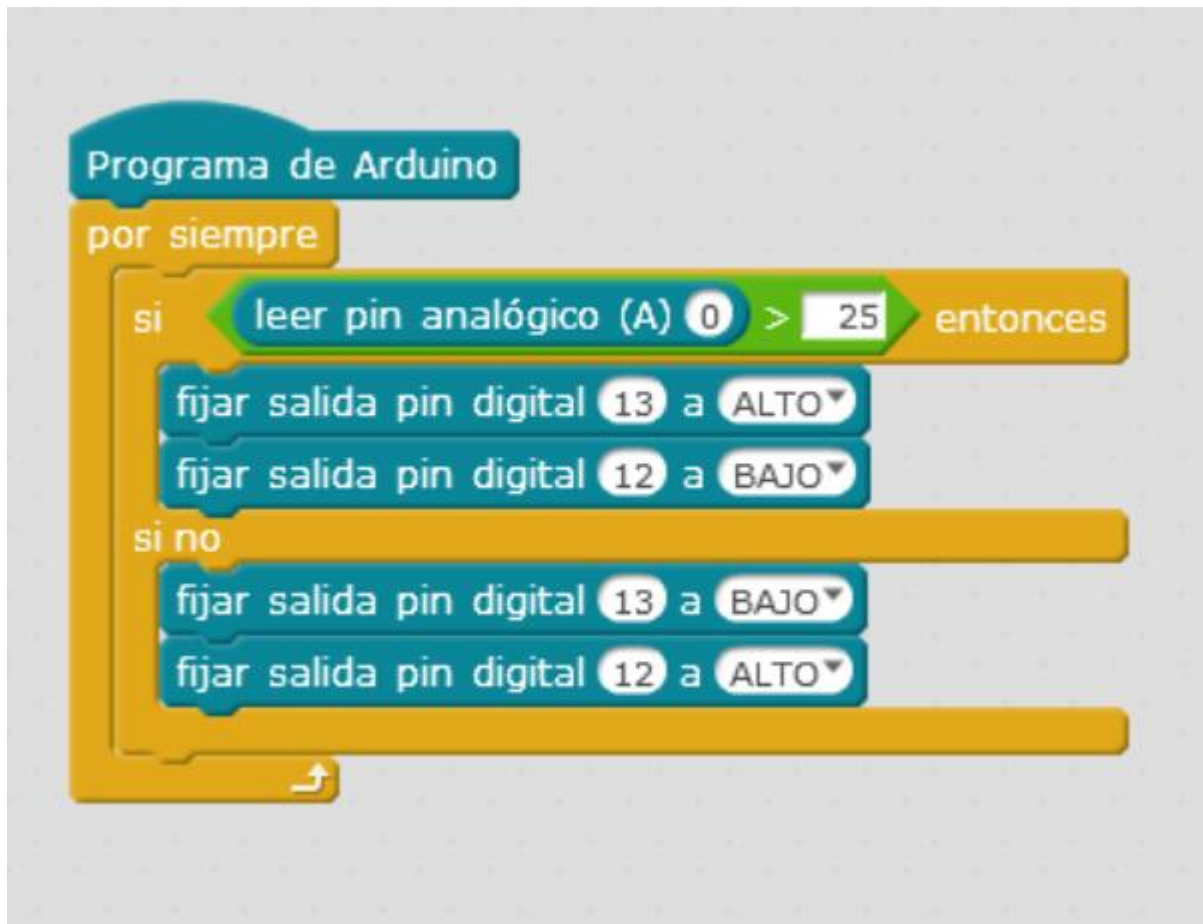 Programa de Arduino
por siempre
si leer pin analógico (A) 0 > 25 entonces
fijar salida pin digital 13 a ALTO
fijar salida pin digital 12 a BAJO
si no
fijar salida pin digital 13 a BAJO
fijar salida pin digital 12 a ALTO